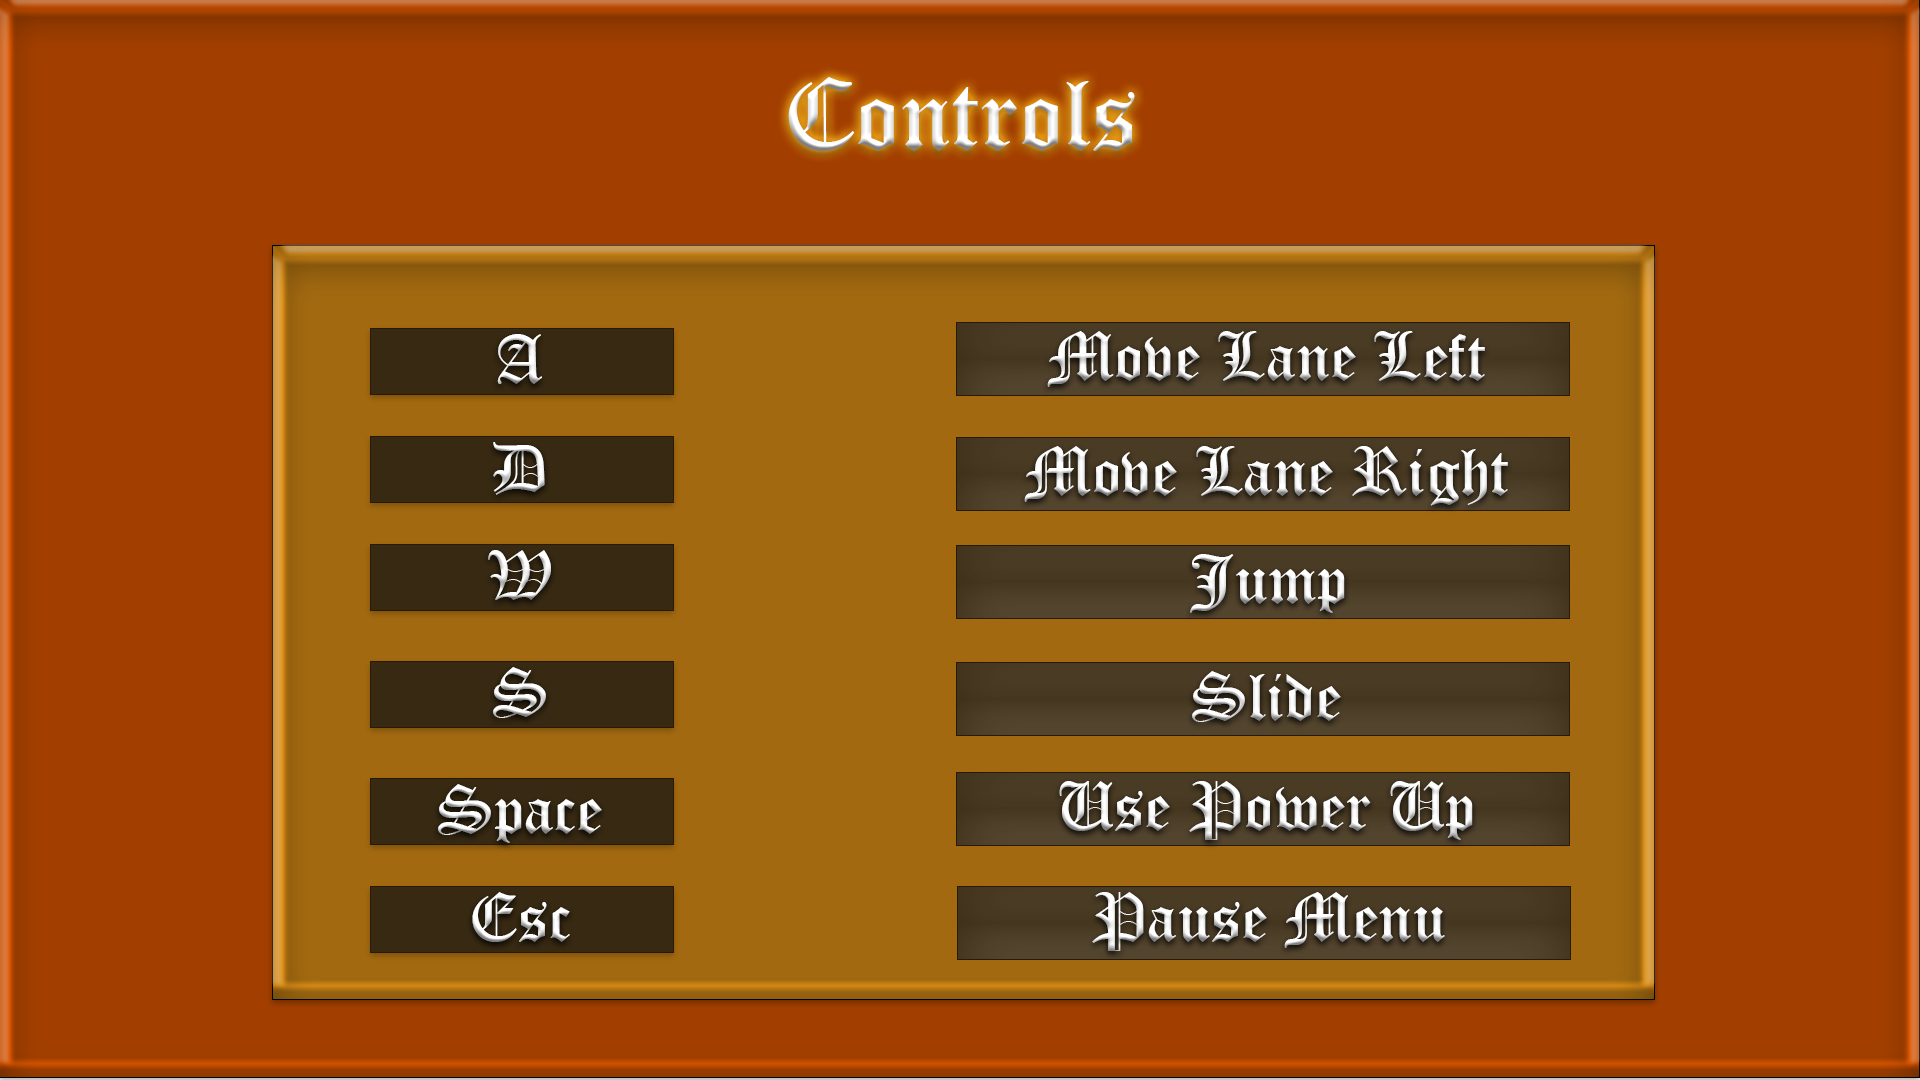 Controls
A Move Lane Left
D Move Lane Right
W Jump
S Slide
Space Use Power Up
Esc Pause Menu